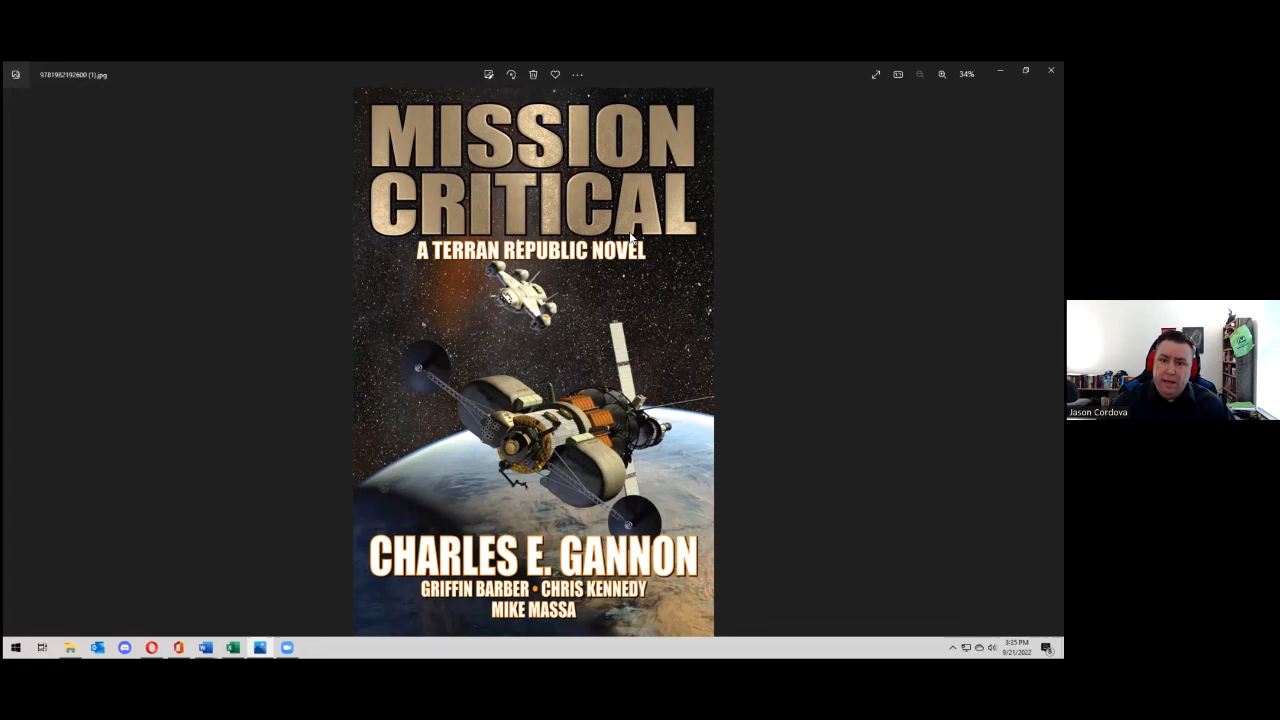 9781982192600 (1).jpg
34%
MISSION
CRITICAL
A TERRAN REPUBLIC NOVEL
CHARLES E. GANNON
GRIFFIN BARBER • CHRIS KENNEDY
MIKE MASSA
Jason Cordova
3:35 PM
9/21/2022